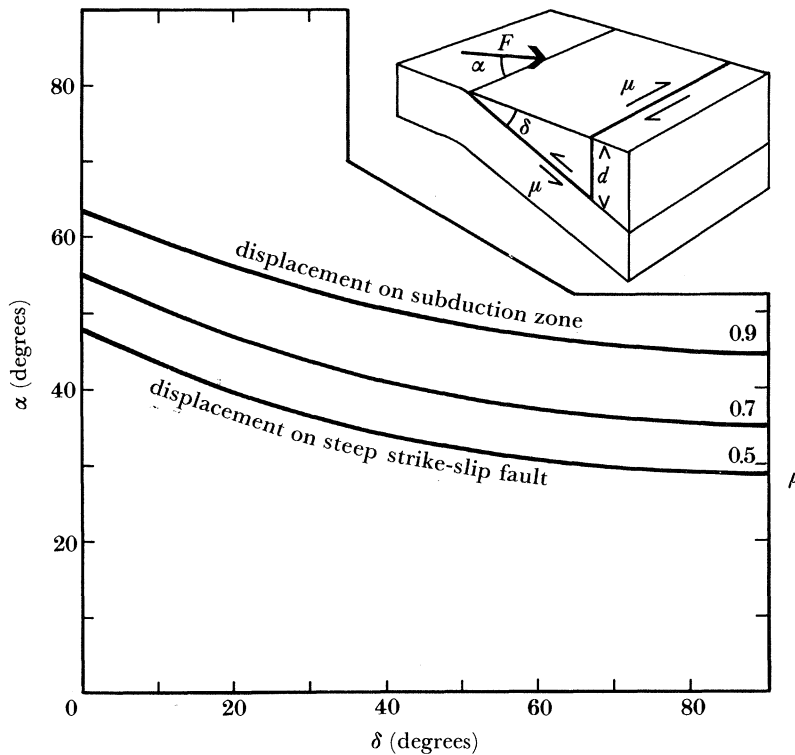 F
α
μ
δ
μ
d
80
60
40
20
0
α (degrees)
displacement on subduction zone
0.9
0.7
0.5
displacement on steep strike-slip fault
μ
20
40
60
80
δ (degrees)